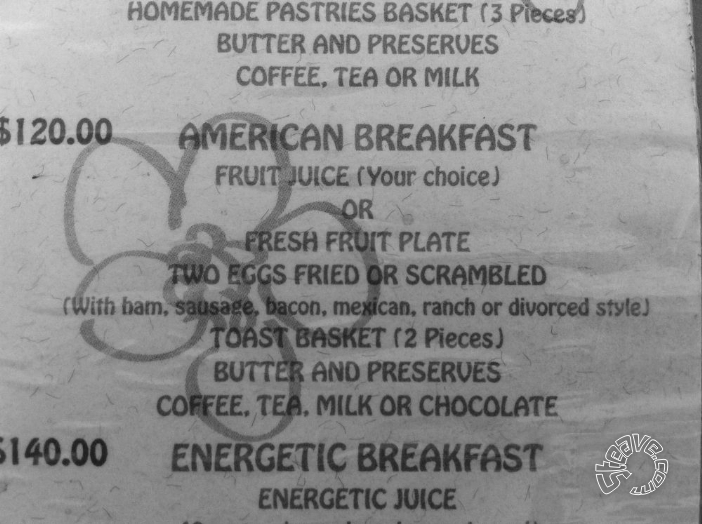 HOMEMADE PASTRIES BASKET (3 Pieces)
BUTTER AND PRESERVES
COFFEE, TEA OR MILK
$120.00 AMERICAN BREAKFAST
FRUIT JUICE (Your choice)
OR
FRESH FRUIT PLATE
TWO EGGS FRIED OR SCRAMBLED
(With ham, sausage, bacon, mexican, ranch or divorced style)
TOAST BASKET (2 Pieces)
BUTTER AND PRESERVES
COFFEE, TEA, MILK OR CHOCOLATE
$140.00 ENERGETIC BREAKFAST
ENERGETIC JUICE
Steave.com